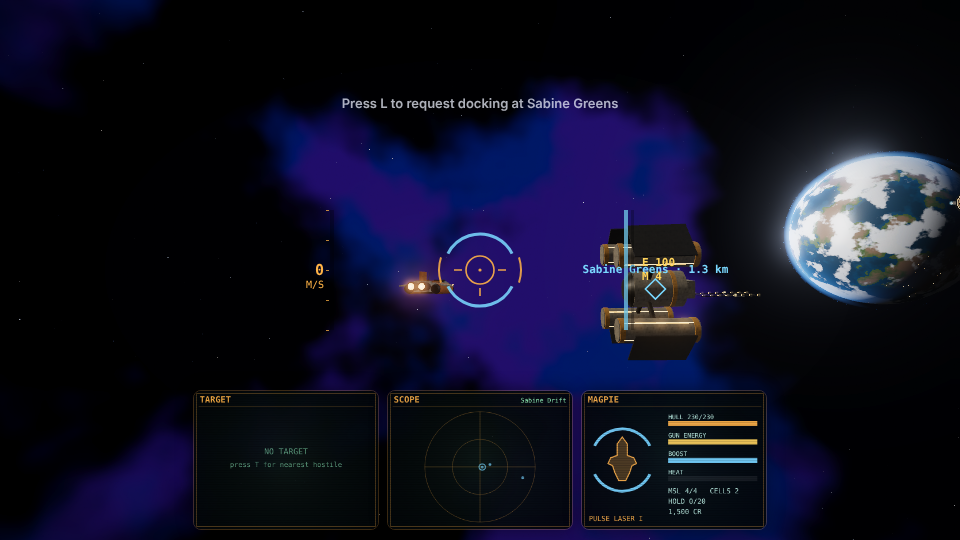 Press L to request docking at Sabine Greens
0
M/S
E 100
Sabine Greens · 1.3 km
M 4
TARGET
NO TARGET
press T for nearest hostile
SCOPE
Sabine Drift
MAGPIE
HULL 230/230
GUN ENERGY
BOOST
HEAT
MSL 4/4 CELLS 2
HOLD 0/20
1,500 CR
PULSE LASER I